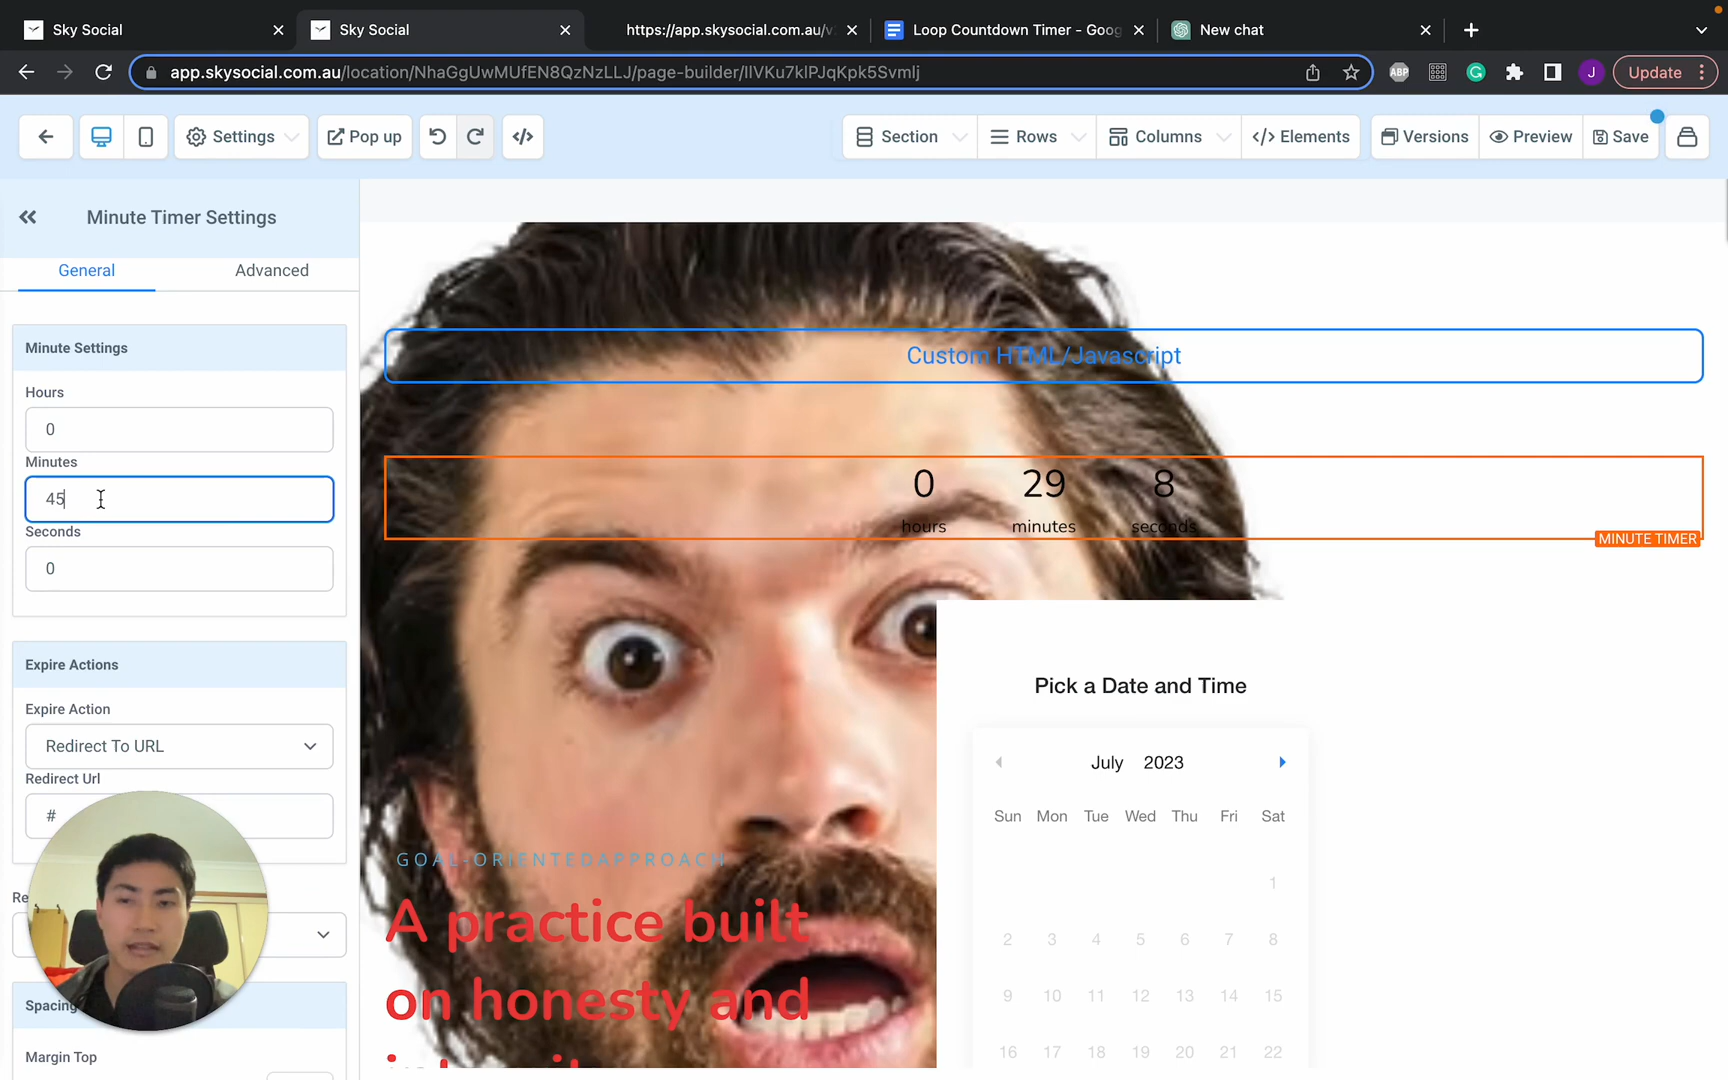 Sky Social
Sky Social
https://app.skysocial.com.au/v
Loop Countdown Timer - Goog
New chat
app.skysocial.com.au/location/NhaGgUwMUfEN8QzNzLLJ/page-builder/lIVKu7klPJqKpk5Svmlj
ABP
J
Update
Settings
Pop up
Section
Rows
Columns
Elements
Versions
Preview
Save
Minute Timer Settings
General
Advanced
Minute Settings
Hours
0
Minutes
45
Seconds
0
Expire Actions
Expire Action
Redirect To URL
Redirect Url
#
Re
Spacing
Margin Top
Custom HTML/Javascript
0 29 8
hours minutes seconds
MINUTE TIMER
GOAL-ORIENTEDAPPROACH
A practice built
on honesty and
Pick a Date and Time
July 2023
Sun Mon Tue Wed Thu Fri Sat
1
2 3 4 5 6 7 8
9 10 11 12 13 14 15
16 17 18 19 20 21 22